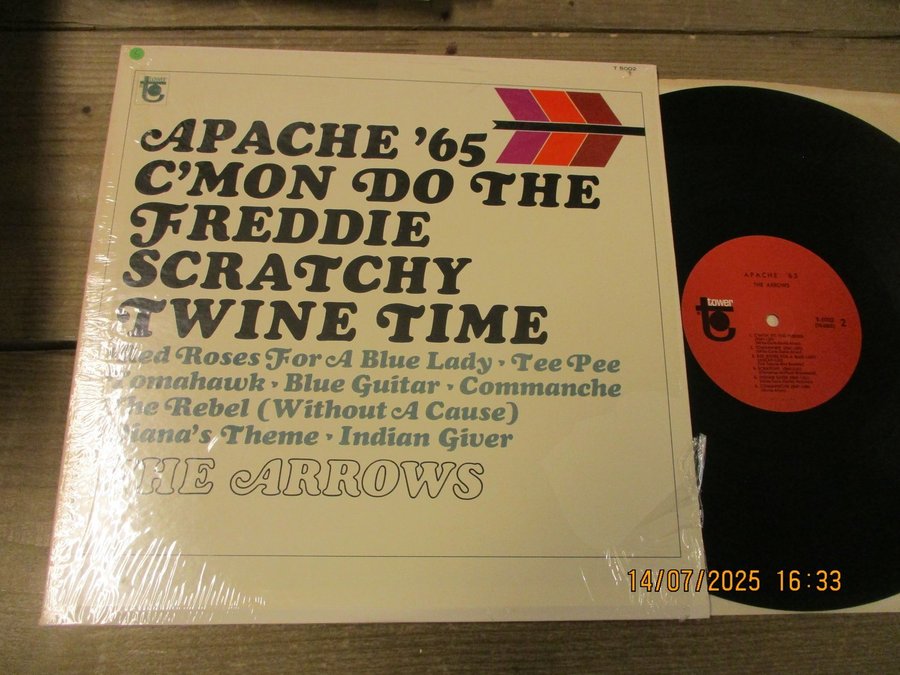 tower
T 5002
APACHE '65
C'MON DO THE
FREDDIE
SCRATCHY
TWINE TIME
Red Roses For A Blue Lady · Tee Pee
Tomahawk · Blue Guitar · Commanche
The Rebel (Without A Cause)
Diana's Theme · Indian Giver
THE ARROWS
APACHE '65
THE ARROWS
tower
2
14/07/2025 16:33